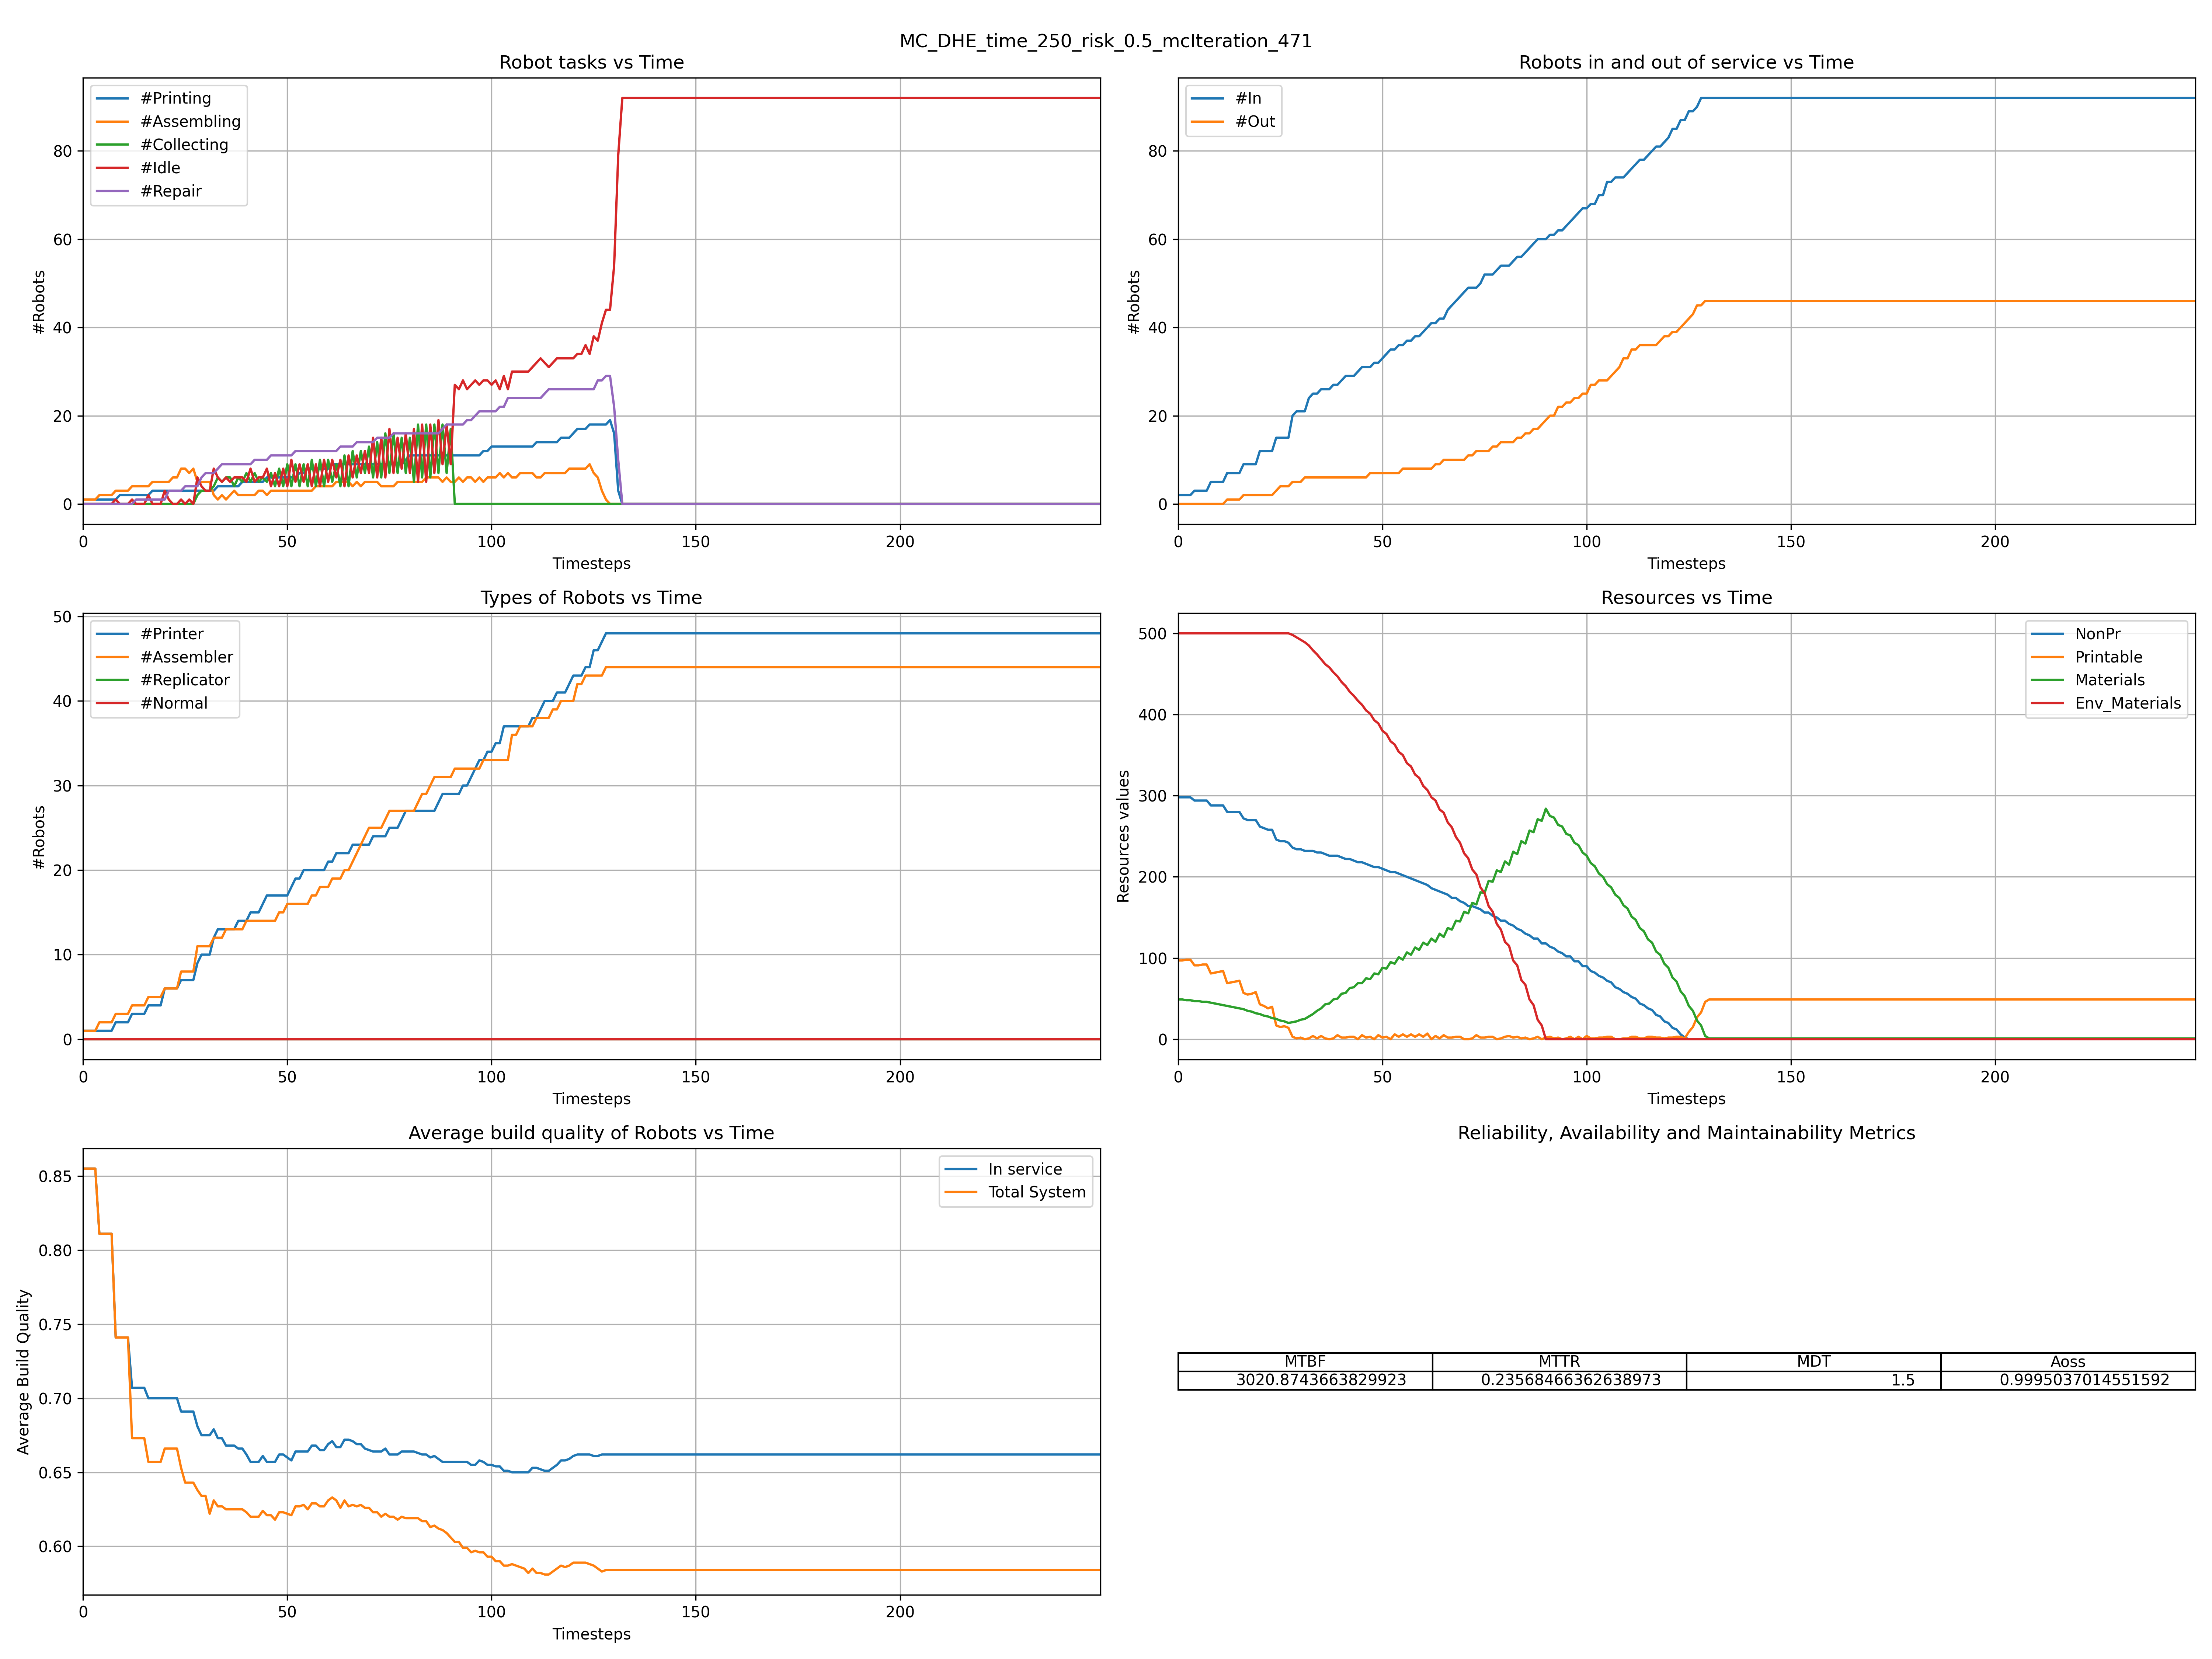 MC_DHE_time_250_risk_0.5_mcIteration_471
Robot tasks vs Time
#Printing
#Assembling
#Collecting
#Idle
#Repair
#Robots
80
60
40
20
0
0 50 100 150 200
Timesteps
Robots in and out of service vs Time
#In
#Out
#Robots
80
60
40
20
0
0 50 100 150 200
Timesteps
Types of Robots vs Time
#Printer
#Assembler
#Replicator
#Normal
#Robots
50
40
30
20
10
0
0 50 100 150 200
Timesteps
Resources vs Time
NonPr
Printable
Materials
Env_Materials
Resources values
500
400
300
200
100
0
0 50 100 150 200
Timesteps
Average build quality of Robots vs Time
In service
Total System
Average Build Quality
0.85
0.80
0.75
0.70
0.65
0.60
0 50 100 150 200
Timesteps
Reliability, Availability and Maintainability Metrics
MTBF MTTR MDT Aoss
3020.8743663829923 0.23568466362638973 1.5 0.9995037014551592